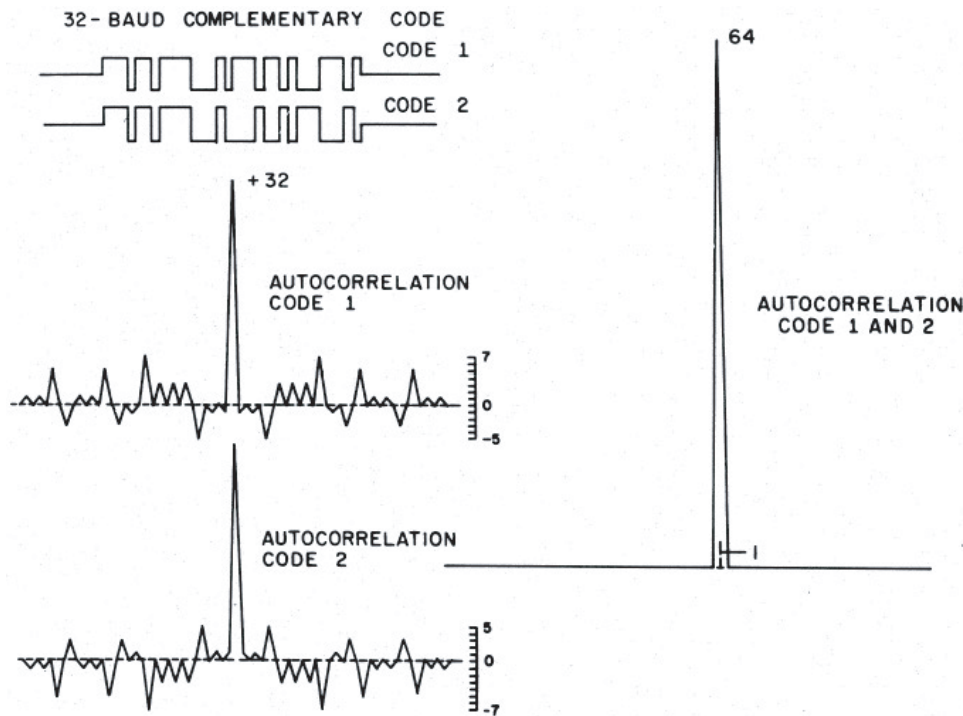 32-BAUD COMPLEMENTARY CODE
CODE 1
CODE 2
64
+32
AUTOCORRELATION
CODE 1
7
0
-5
AUTOCORRELATION
CODE 1 AND 2
1
AUTOCORRELATION
CODE 2
5
0
-7